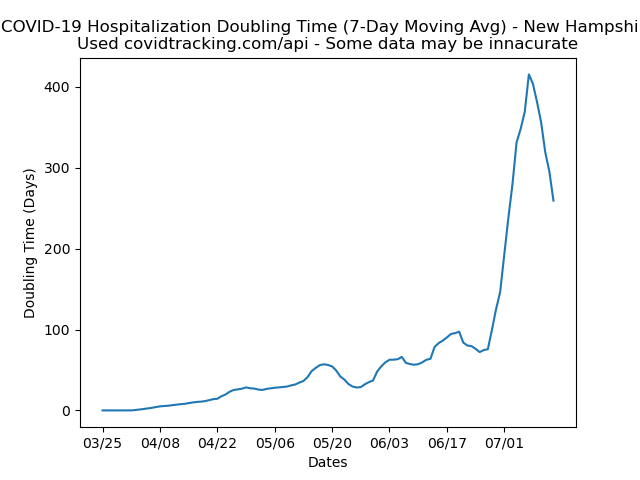 COVID-19 Hospitalization Doubling Time (7-Day Moving Avg) - New Hampshi
Used covidtracking.com/api - Some data may be innacurate
400
300
200
100
0
Doubling Time (Days)
03/25 04/08 04/22 05/06 05/20 06/03 06/17 07/01
Dates